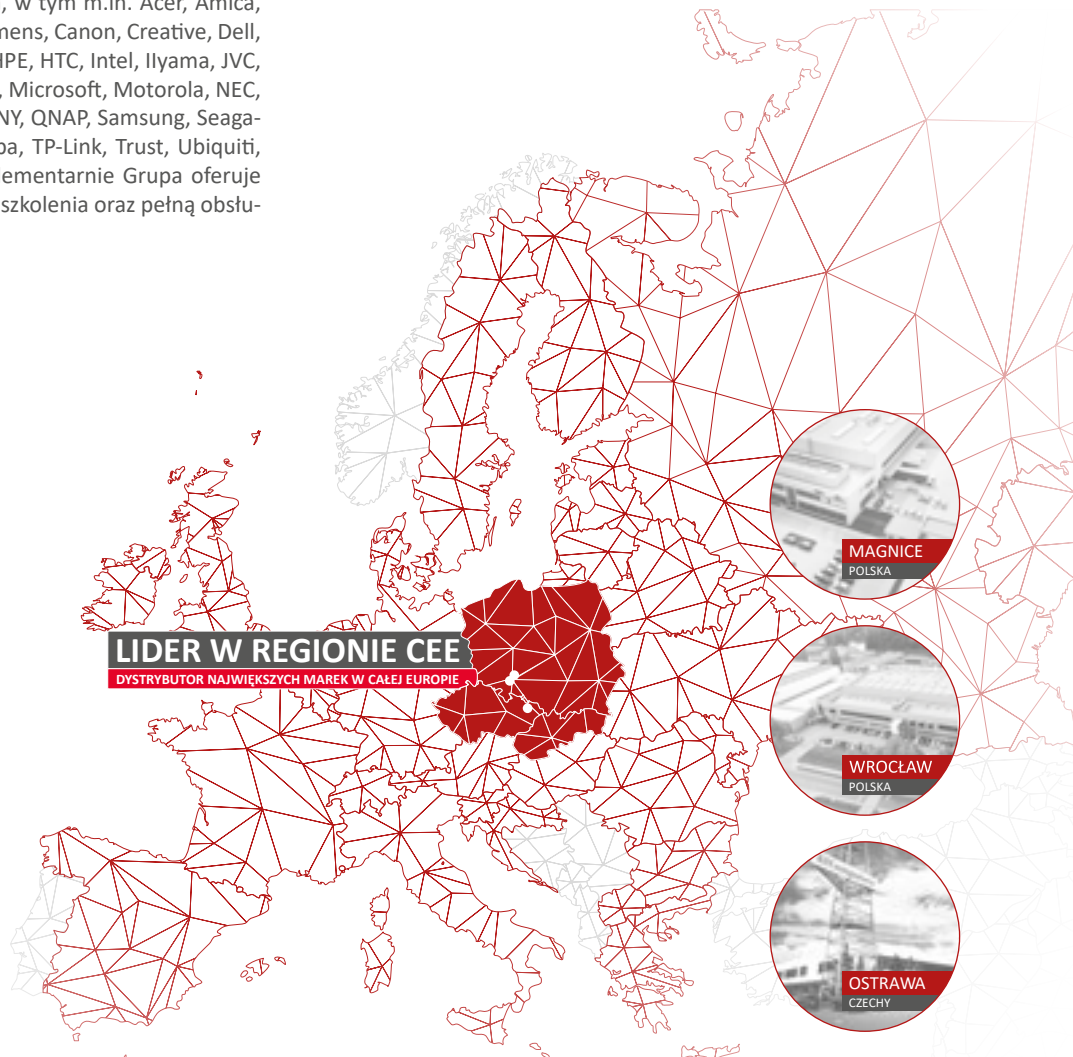 w tym m.in. Acer, Amica,
mens, Canon, Creative, Dell,
HPE, HTC, Intel, IIyama, JVC,
, Microsoft, Motorola, NEC,
NY, QNAP, Samsung, Seaga-
ba, TP-Link, Trust, Ubiquiti,
lementarnie Grupa oferuje
szkolenia oraz pełną obsłu-
MAGNICE
POLSKA
LIDER W REGIONIE CEE
DYSTRYBUTOR NAJWIĘKSZYCH MAREK W CAŁEJ EUROPIE
WROCŁAW
POLSKA
OSTRAWA
CZECHY